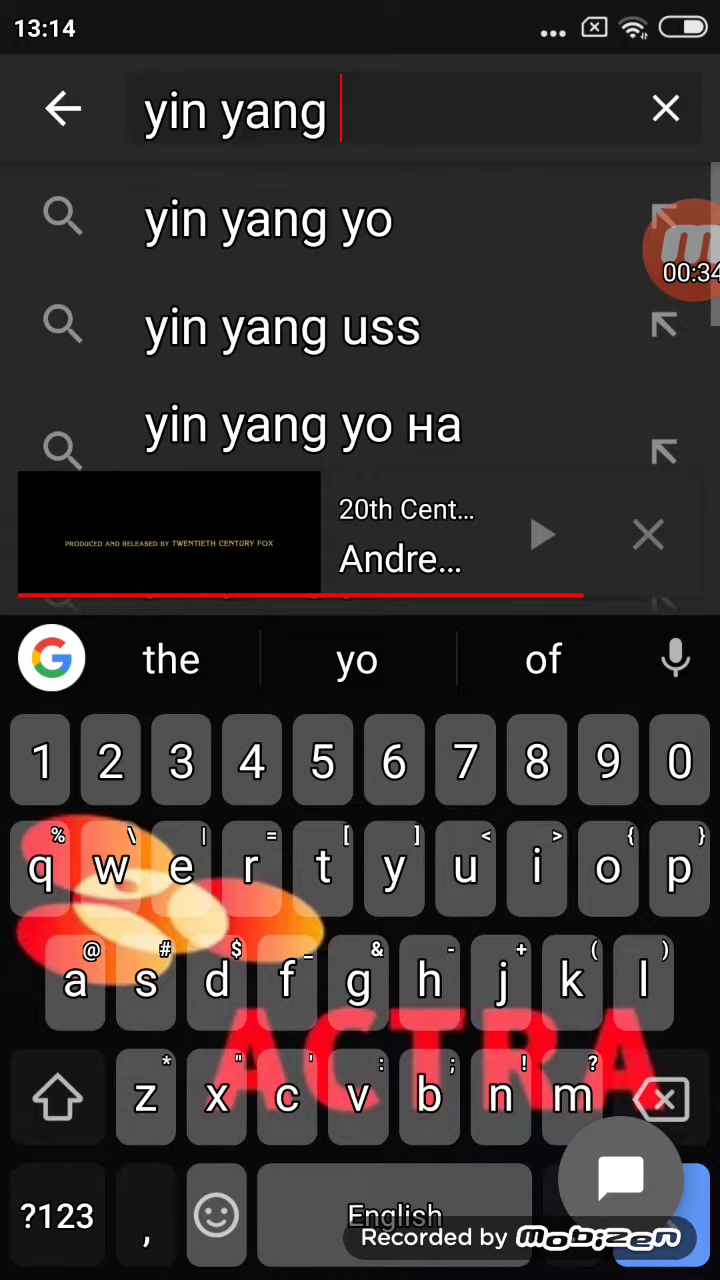 13:14
yin yang
yin yang yo
00:34
yin yang uss
yin yang yo на
PRODUCED AND RELEASED BY TWENTIETH CENTURY FOX
20th Cent...
Andre...
the yo of
1 2 3 4 5 6 7 8 9 0
% \ | = [ ] < > { }
q w e r t y u i o p
@ # $ _ & - + ( )
a s d f g h j k l
ACTRA
* " ' : ; ! ?
z x c v b n m
?123 , English
Recorded by mobizen